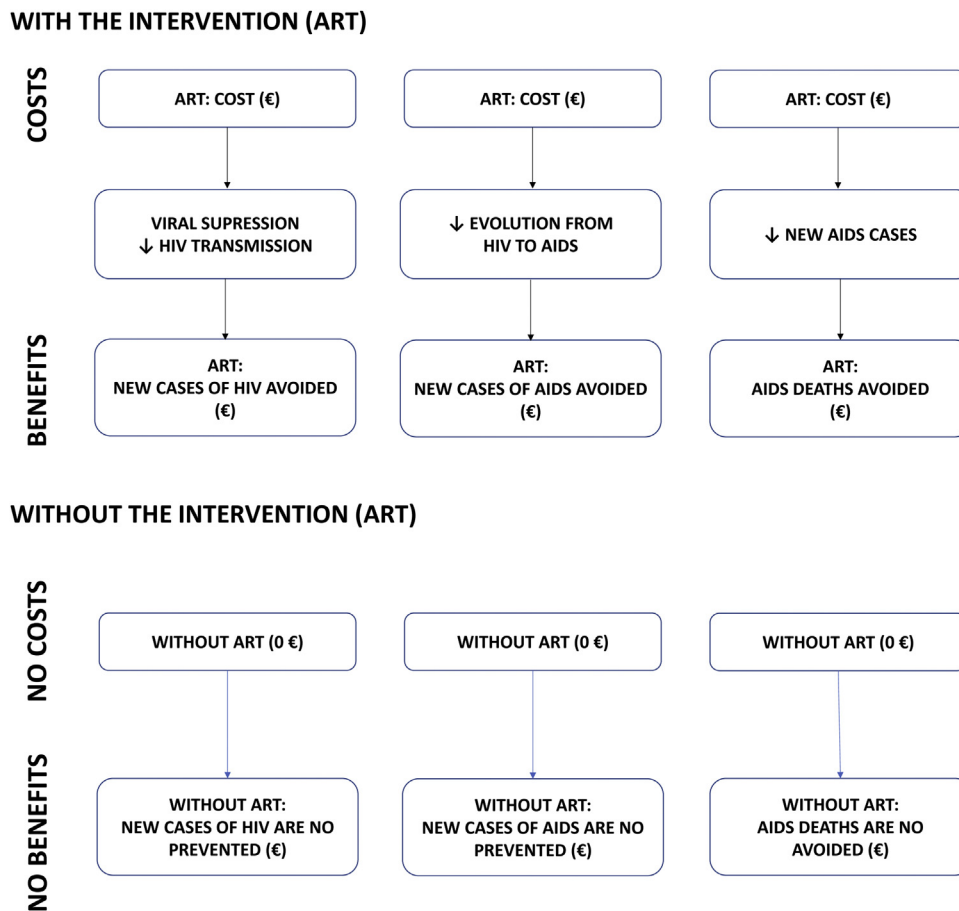 WITH THE INTERVENTION (ART)
COSTS
ART: COST (€)
ART: COST (€)
ART: COST (€)
VIRAL SUPRESSION
↓ HIV TRANSMISSION
↓ EVOLUTION FROM
HIV TO AIDS
↓ NEW AIDS CASES
BENEFITS
ART:
NEW CASES OF HIV AVOIDED
(€)
ART:
NEW CASES OF AIDS AVOIDED
(€)
ART:
AIDS DEATHS AVOIDED
(€)
WITHOUT THE INTERVENTION (ART)
NO COSTS
WITHOUT ART (0 €)
WITHOUT ART (0 €)
WITHOUT ART (0 €)
NO BENEFITS
WITHOUT ART:
NEW CASES OF HIV ARE NO
PREVENTED (€)
WITHOUT ART:
NEW CASES OF AIDS ARE NO
PREVENTED (€)
WITHOUT ART:
AIDS DEATHS ARE NO
AVOIDED (€)